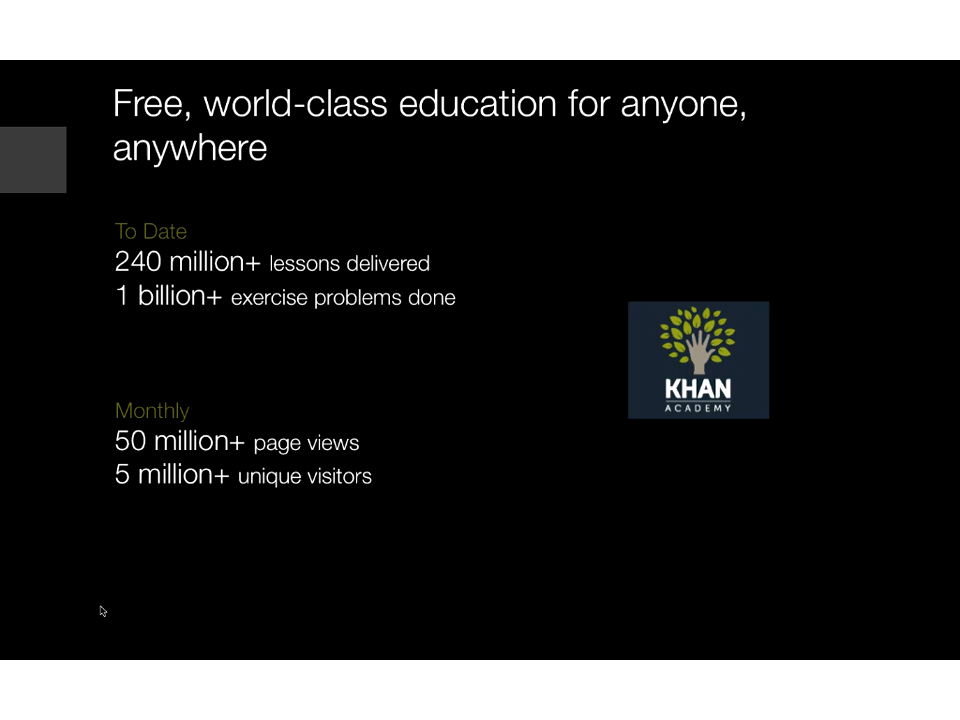 Free, world-class education for anyone,
anywhere
To Date
240 million+ lessons delivered
1 billion+ exercise problems done
KHAN
ACADEMY
Monthly
50 million+ page views
5 million+ unique visitors